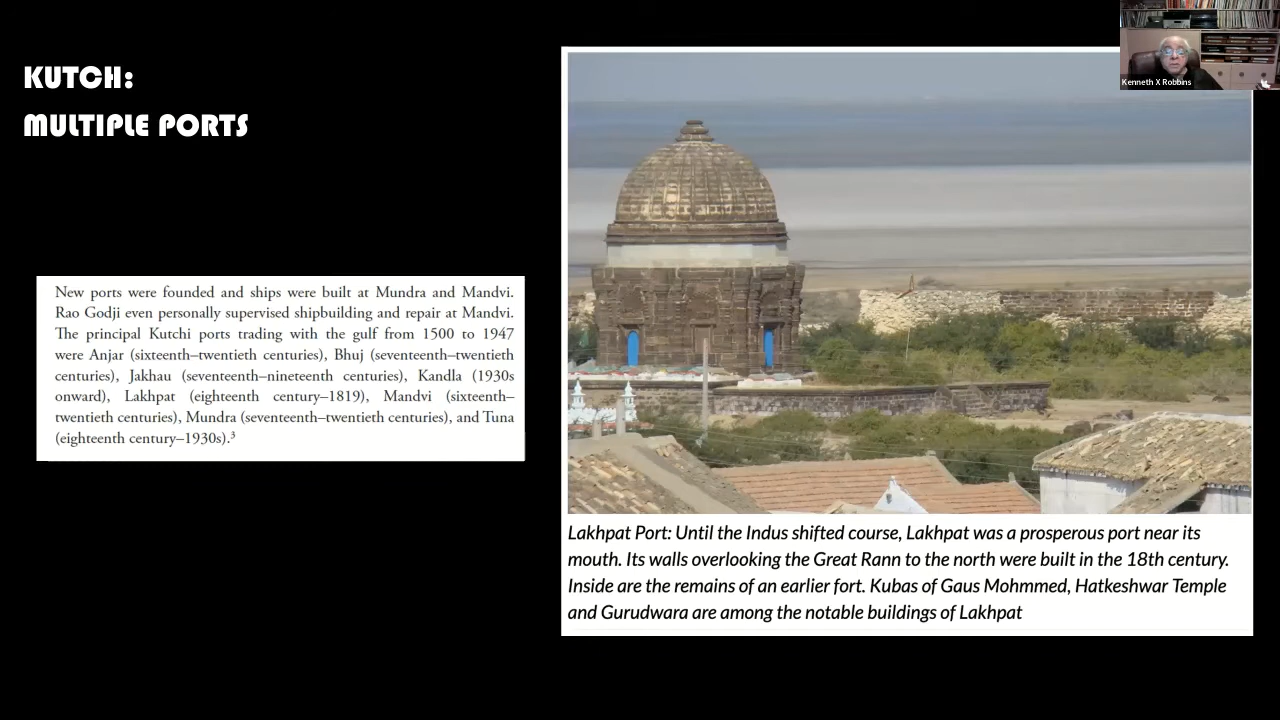 KUTCH:
MULTIPLE PORTS
New ports were founded and ships were built at Mundra and Mandvi.
Rao Godji even personally supervised shipbuilding and repair at Mandvi.
The principal Kutchi ports trading with the gulf from 1500 to 1947
were Anjar (sixteenth–twentieth centuries), Bhuj (seventeenth–twentieth
centuries), Jakhau (seventeenth–nineteenth centuries), Kandla (1930s
onward), Lakhpat (eighteenth century–1819), Mandvi (sixteenth–
twentieth centuries), Mundra (seventeenth–twentieth centuries), and Tuna
(eighteenth century–1930s).³
Kenneth X Robbins
Lakhpat Port: Until the Indus shifted course, Lakhpat was a prosperous port near its
mouth. Its walls overlooking the Great Rann to the north were built in the 18th century.
Inside are the remains of an earlier fort. Kubas of Gaus Mohmmed, Hatkeshwar Temple
and Gurudwara are among the notable buildings of Lakhpat